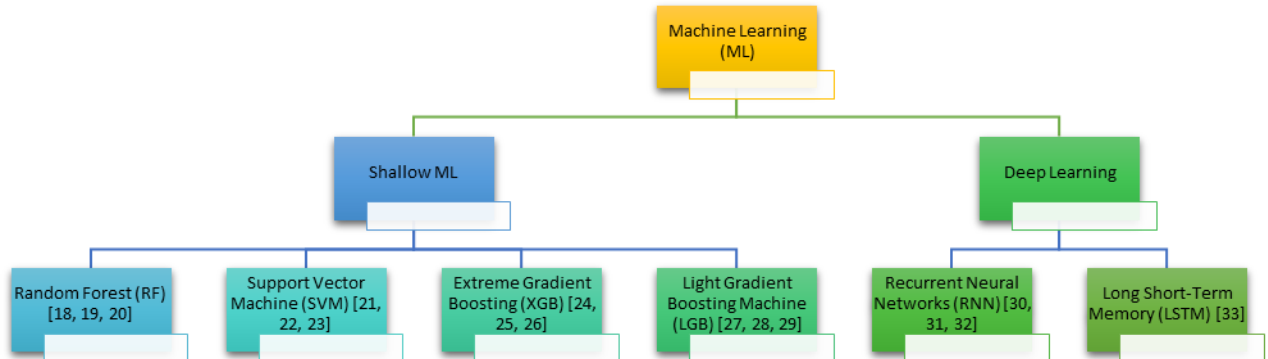 Machine Learning
(ML)
Shallow ML
Deep Learning
Random Forest (RF)
[18, 19, 20]
Support Vector
Machine (SVM) [21,
22, 23]
Extreme Gradient
Boosting (XGB) [24,
25, 26]
Light Gradient
Boosting Machine
(LGB) [27, 28, 29]
Recurrent Neural
Networks (RNN) [30,
31, 32]
Long Short-Term
Memory (LSTM) [33]